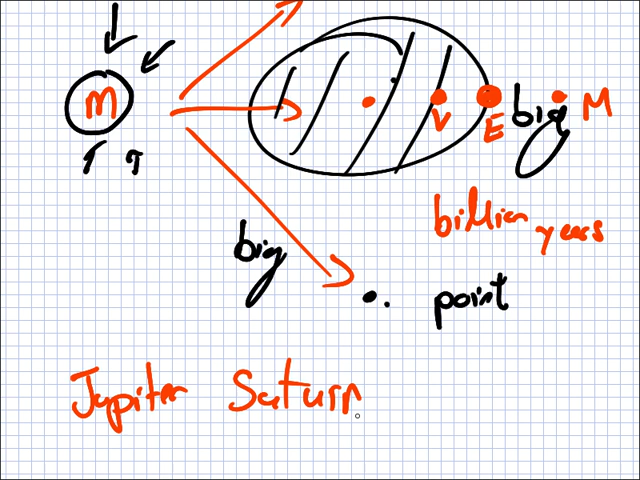 M
V
E
big
M
billion years
big
point
Jupiter Saturn